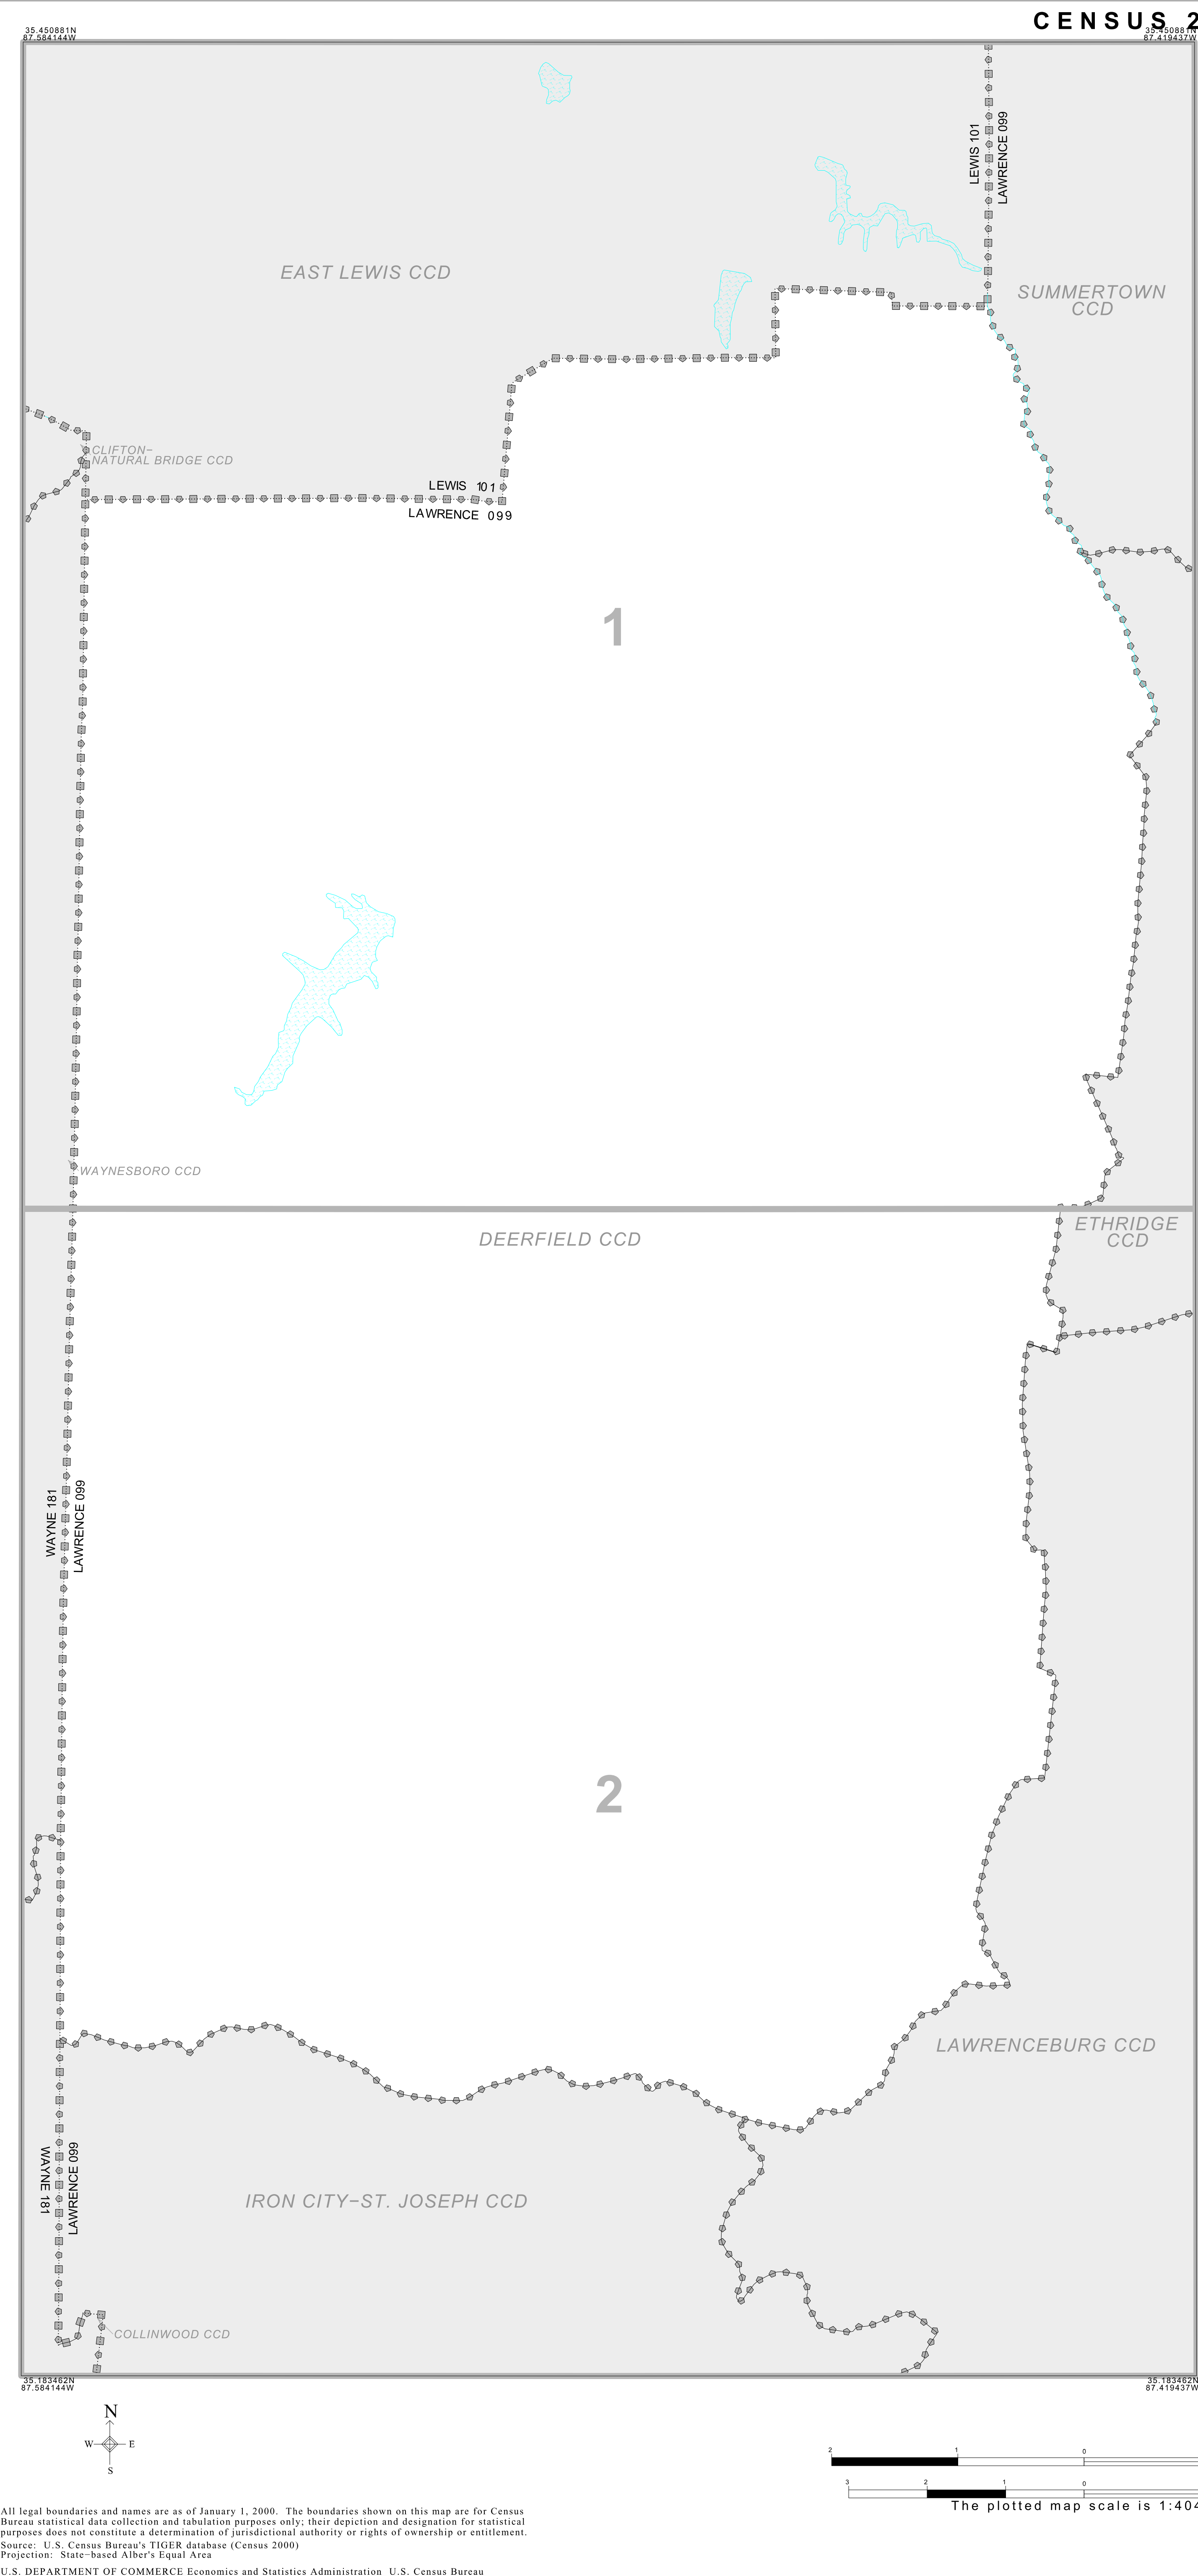 CENSUS 2
35.450881N
87.584144W
35.450881N
87.419437W
LEWIS 101
LAWRENCE 099
EAST LEWIS CCD
SUMMERTOWN
CCD
CLIFTON-
NATURAL BRIDGE CCD
LEWIS 101
LAWRENCE 099
1
WAYNESBORO CCD
DEERFIELD CCD
ETHRIDGE
CCD
WAYNE 181
LAWRENCE 099
2
LAWRENCEBURG CCD
WAYNE 181
LAWRENCE 099
IRON CITY-ST. JOSEPH CCD
COLLINWOOD CCD
35.183462N
87.584144W
35.183462N
87.419437W
N
W E
S
2 1 0
3 2 1 0
The plotted map scale is 1:404
All legal boundaries and names are as of January 1, 2000. The boundaries shown on this map are for Census
Bureau statistical data collection and tabulation purposes only; their depiction and designation for statistical
purposes does not constitute a determination of jurisdictional authority or rights of ownership or entitlement.
Source: U.S. Census Bureau's TIGER database (Census 2000)
Projection: State-based Alber's Equal Area
U.S. DEPARTMENT OF COMMERCE Economics and Statistics Administration U.S. Census Bureau